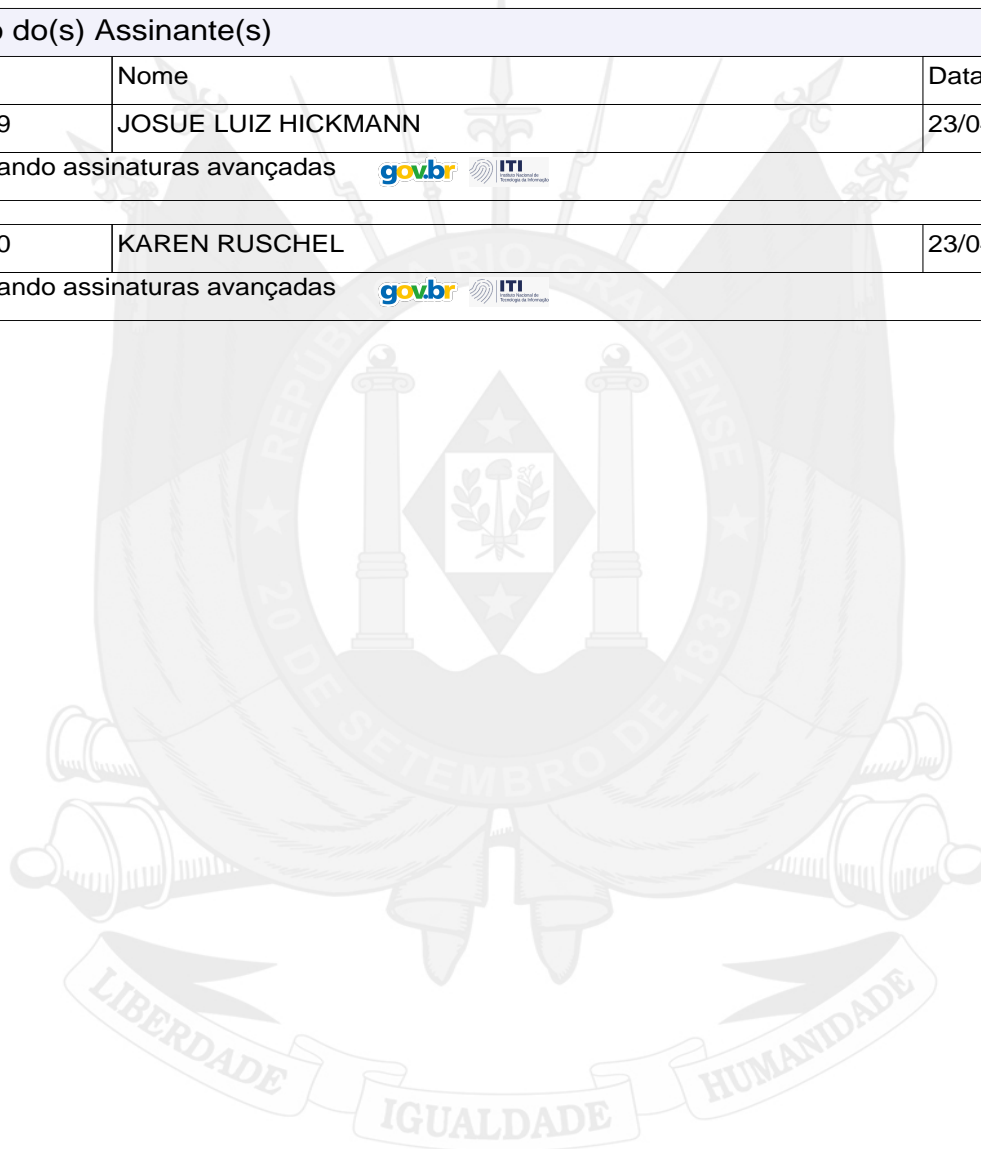 o do(s) Assinante(s)
Nome Data
9 JOSUE LUIZ HICKMANN 23/0
ando assinaturas avançadas gov.br ITI
0 KAREN RUSCHEL 23/0
ando assinaturas avançadas gov.br ITI
REPÚBLICA RIO-GRANDENSE
20 DE SETEMBRO DE 1835
LIBERDADE IGUALDADE HUMANIDADE